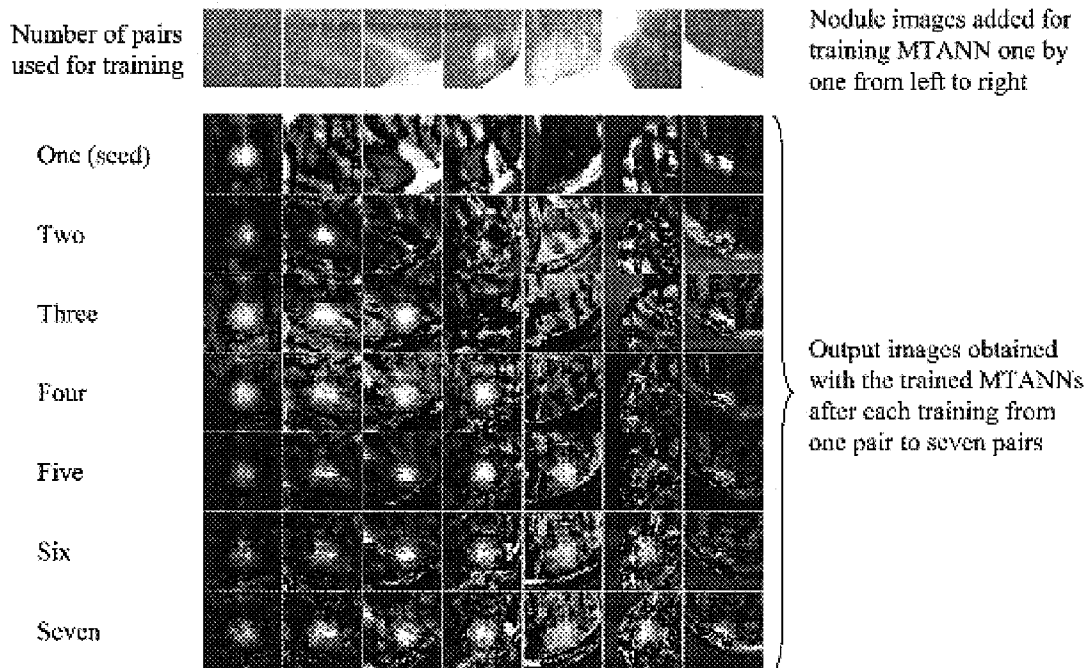 Number of pairs
used for training
Nodule images added for
training MTANN one by
one from left to right
One (seed)
Two
Three
Four
Five
Six
Seven
Output images obtained
with the trained MTANNs
after each training from
one pair to seven pairs